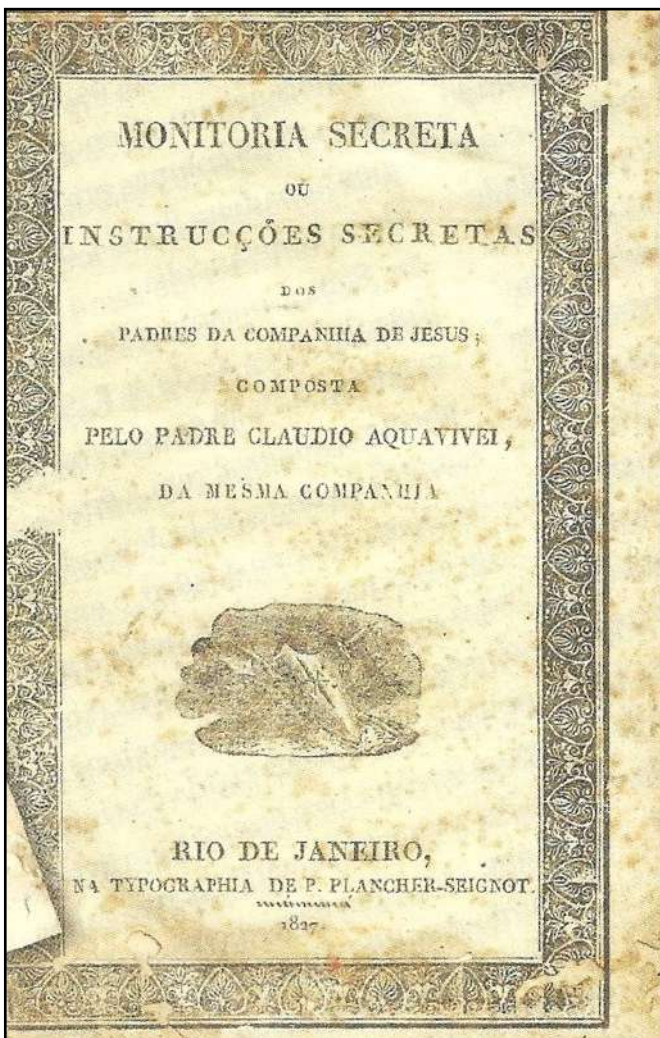 MONITORIA SECRETA
OU
INSTRUCÇÕES SECRETAS
DOS
PADRES DA COMPANHIA DE JESUS;
COMPOSTA
PELO PADRE CLAUDIO AQUAVIVEI,
DA MESMA COMPANHIA
RIO DE JANEIRO,
NA TYPOGRAPHIA DE P. PLANCHER-SEIGNOT.
1827.